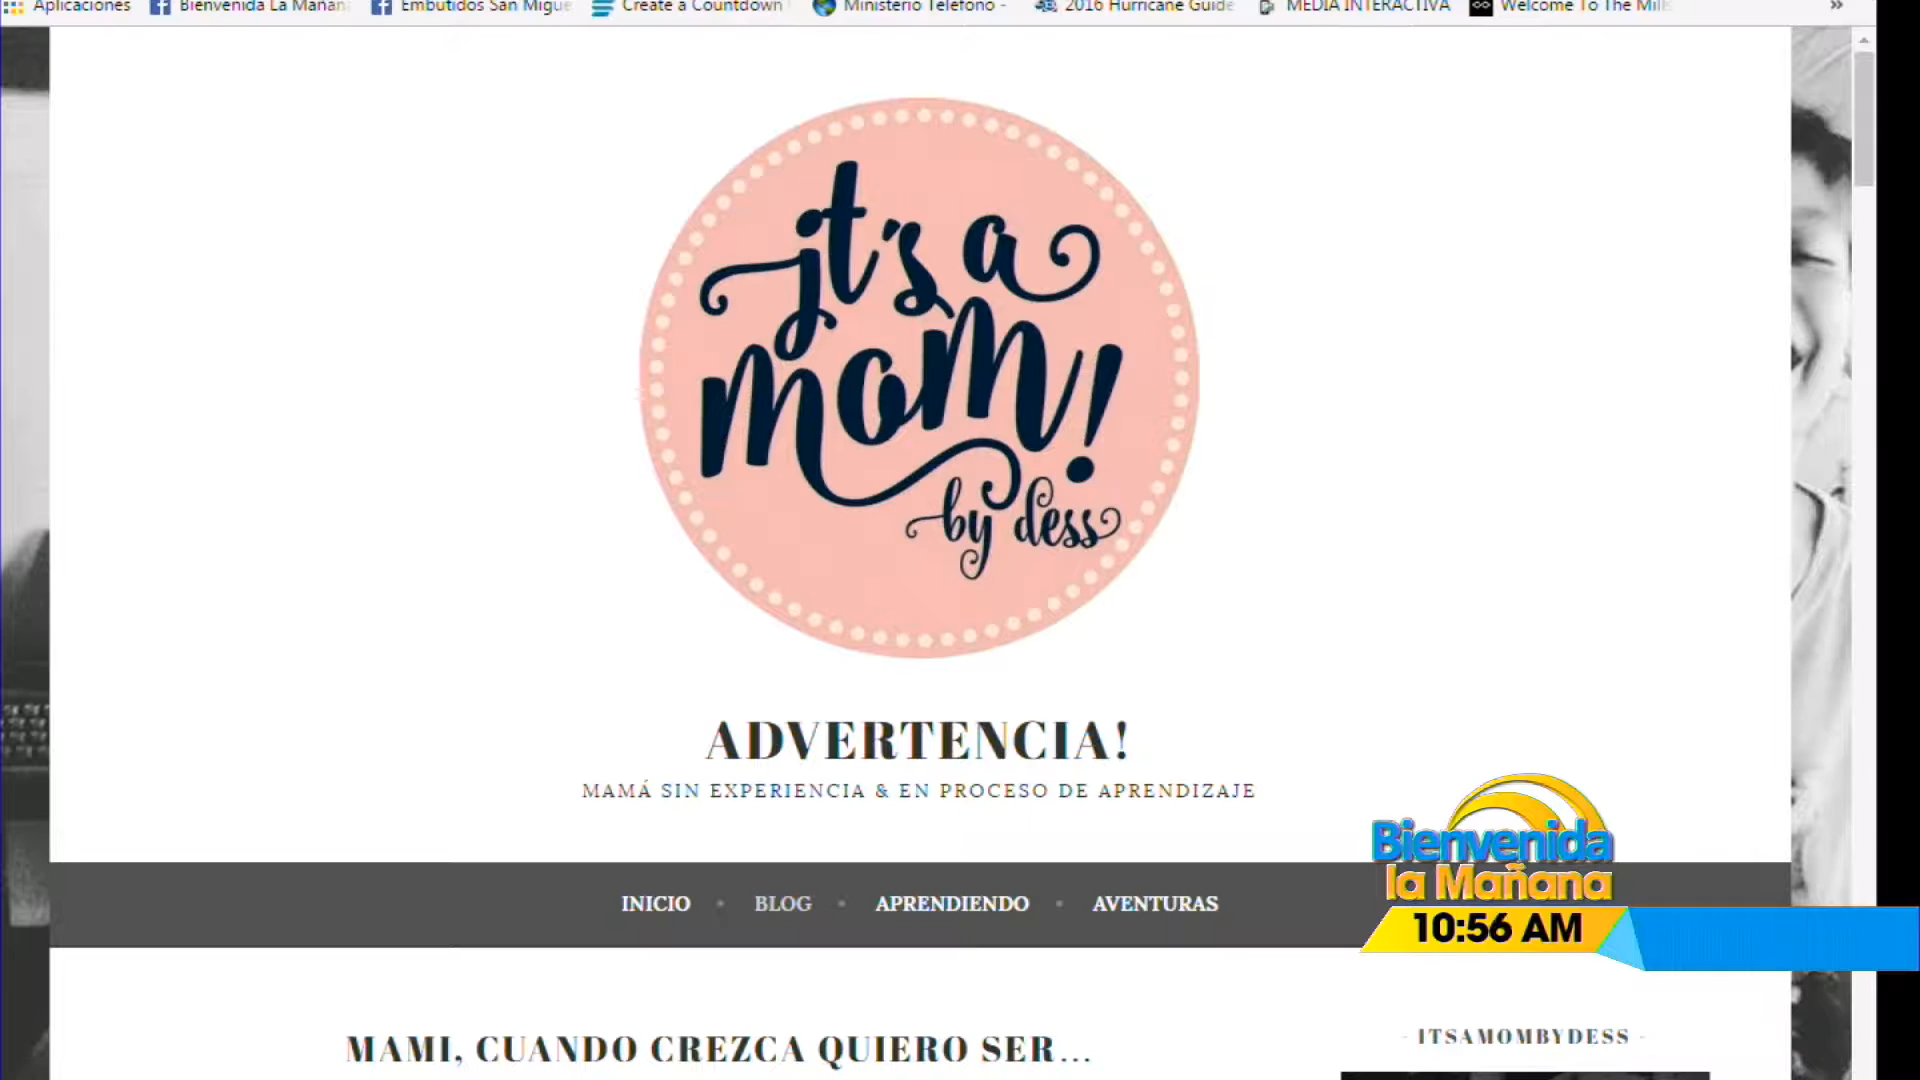 Aplicaciones
Bienvenida La Mañan
Embutidos San Migue
Create a Countdown
Ministerio Telefono -
2016 Hurricane Guide
MEDIA INTERACTIVA
Welcome To The Mill
»
it's a
mom!
by dess
ADVERTENCIA!
MAMÁ SIN EXPERIENCIA & EN PROCESO DE APRENDIZAJE
INICIO
BLOG
APRENDIENDO
AVENTURAS
Bienvenida
la Mañana
10:56 AM
MAMI, CUANDO CREZCA QUIERO SER...
- ITSAMOMBYDESS -